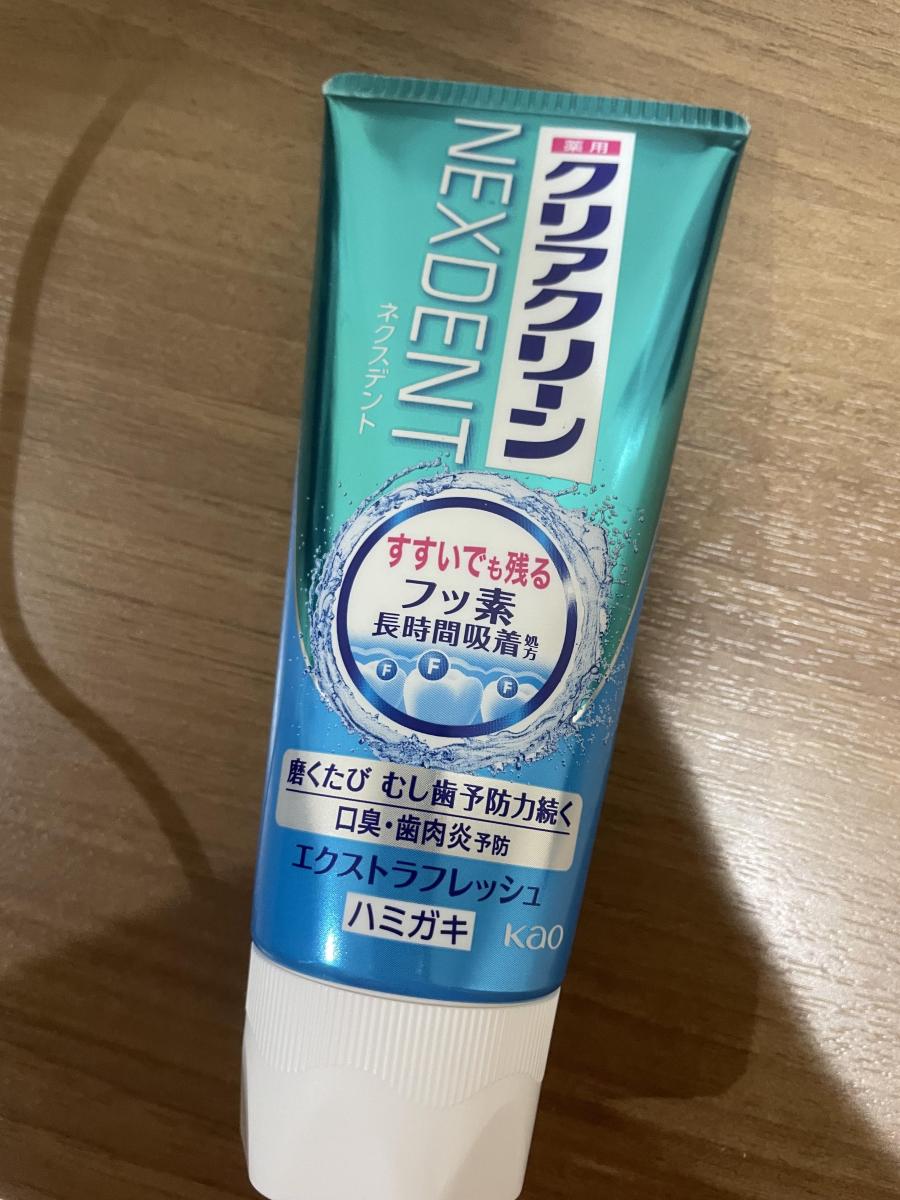 薬用
クリアクリーン
NEXDENT
ネクスデント
すすいでも残る
フッ素
長時間吸着処方
F
F
F
磨くたび むし歯予防力続く
口臭・歯肉炎予防
エクストラフレッシュ
ハミガキ
Kao